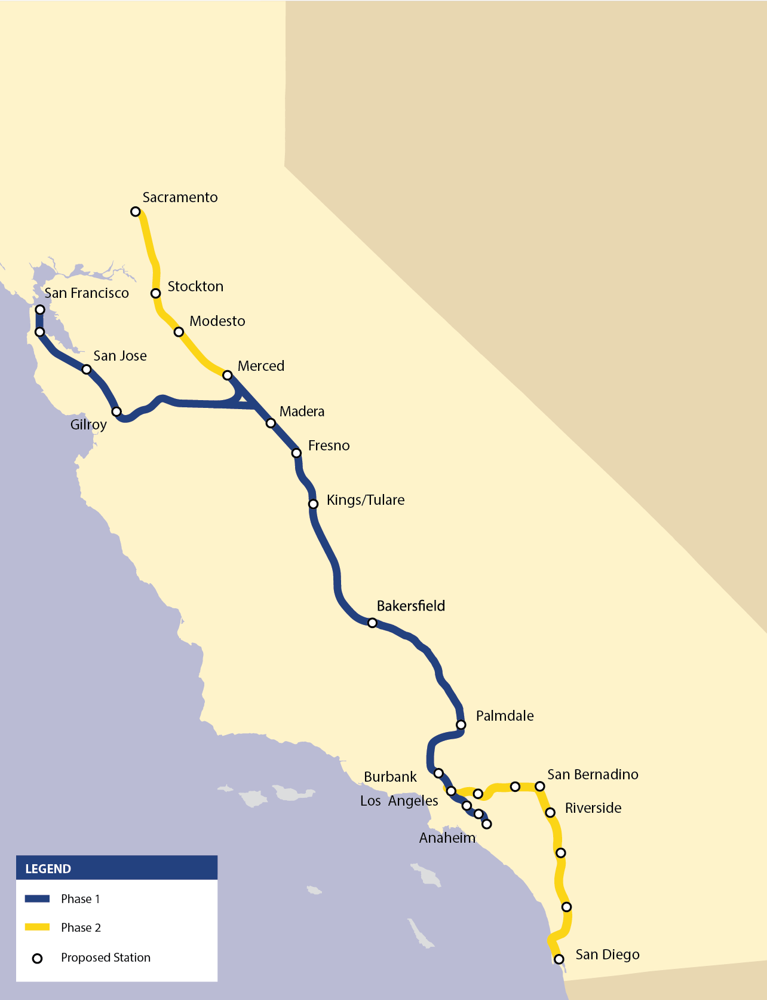 Sacramento
Stockton
San Francisco
Modesto
San Jose
Merced
Madera
Gilroy
Fresno
Kings/Tulare
Bakersfield
Palmdale
San Bernadino
Burbank
Los Angeles
Riverside
Anaheim
San Diego
LEGEND
Phase 1
Phase 2
Proposed Station